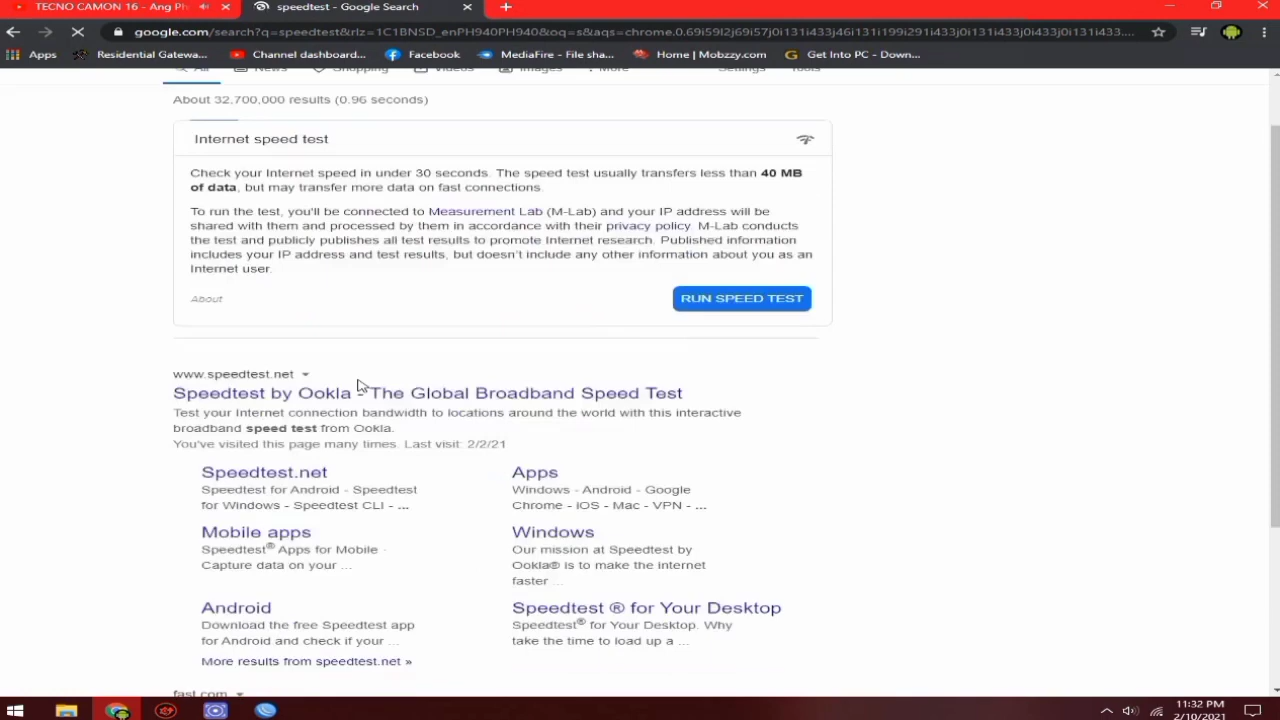 TECNO CAMON 16 - Ang Ph
speedtest - Google Search
google.com/search?q=speedtest&rlz=1C1BNSD_enPH940PH940&oq=s&aqs=chrome.0.69i59l2j69i57j0i131i433j46i131i199i291i433j0i131i433j0i433j0i131i433j0i433j0i131i433....
Apps
Residential Gatewa...
Channel dashboard...
Facebook
MediaFire - File sha...
Home | Mobzzy.com
Get Into PC - Down...
All News Shopping Videos Images More Settings Tools
About 32,700,000 results (0.96 seconds)
Internet speed test
Check your Internet speed in under 30 seconds. The speed test usually transfers less than 40 MB
of data, but may transfer more data on fast connections.
To run the test, you'll be connected to Measurement Lab (M-Lab) and your IP address will be
shared with them and processed by them in accordance with their privacy policy. M-Lab conducts
the test and publicly publishes all test results to promote Internet research. Published information
includes your IP address and test results, but doesn't include any other information about you as an
Internet user.
About
RUN SPEED TEST
www.speedtest.net
Speedtest by Ookla - The Global Broadband Speed Test
Test your Internet connection bandwidth to locations around the world with this interactive
broadband speed test from Ookla.
You've visited this page many times. Last visit: 2/2/21
Speedtest.net
Speedtest for Android - Speedtest
for Windows - Speedtest CLI - ...
Apps
Windows - Android - Google
Chrome - iOS - Mac - VPN - ...
Mobile apps
Speedtest® Apps for Mobile ·
Capture data on your ...
Windows
Our mission at Speedtest by
Ookla® is to make the internet
faster ...
Android
Download the free Speedtest app
for Android and check if your ...
Speedtest ® for Your Desktop
Speedtest® for Your Desktop. Why
take the time to load up a ...
More results from speedtest.net »
fast.com
11:32 PM
2/10/2021